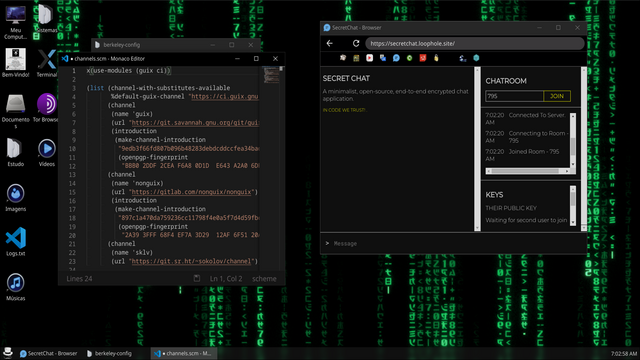 Meu
Comput...
Sistemas
Bem-Vindo!
Terminal
Documento
s
Tor Brows
Estudo
Vídeos
Imagens
Logs.txt
Músicas
berkeley-config
channels.scm - Monaco Editor
1 x(use-modules (guix ci))
2
3 (list (channel-with-substitutes-available
4 %default-guix-channel "https://ci.guix.gnu.
5 (channel
6 (name 'guix)
7 (url "https://git.savannah.gnu.org/git/gui
8 (introduction
9 (make-channel-introduction
10
11 (openpgp-fingerprint
12 "BBB0 2DDF 2CEA F6A8 0D1D E643 A2A0 6D
13 (channel
14 (name 'nonguix)
15 (url "https://gitlab.com/nonguix/nonguix")
16 (introduction
17 (make-channel-introduction
18 "897c1a470da759236cc11798f4e0a5f7d4d59fb
19 (openpgp-fingerprint
20 "2A39 3FFF 68F4 EF7A 3D29 12AF 6F51 20
21 (channel
22 (name 'sklv)
23 (url "https://git.sr.ht/~sokolov/channel")
Lines 24
Ln 1, Col 2
scheme
SecretChat - Browser
https://secretchat.loophole.site/
SECRET CHAT
A minimalist, open-source, end-to-end encrypted chat
application.
IN CODE WE TRUST.
CHATROOM
795
JOIN
7:02:20 AM Connected To Server
7:02:20 AM Connecting to Room - 795
7:02:20 AM Joined Room - 795
KEYS
THEIR PUBLIC KEY
Waiting for second user to join
> Message
SecretChat - Browser
berkeley-config
channels.scm - M...
7:02:58 AM